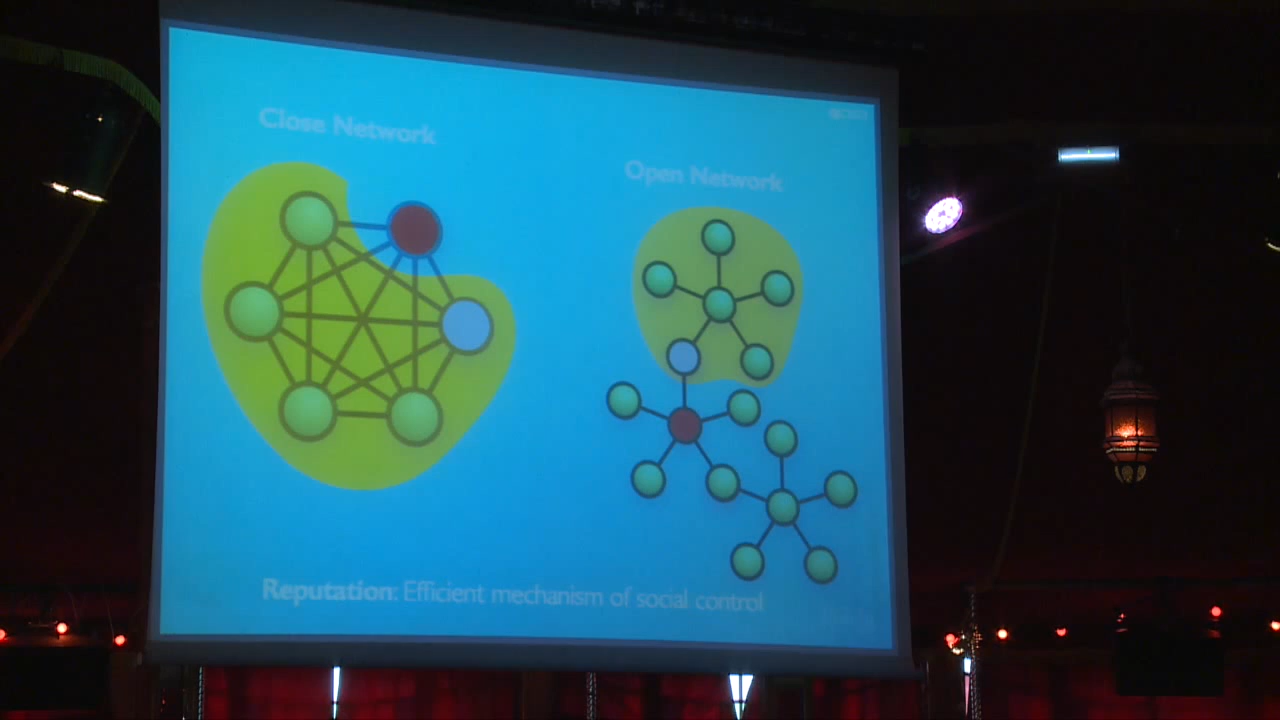 Close Network
Open Network
Reputation: Efficient mechanism of social control